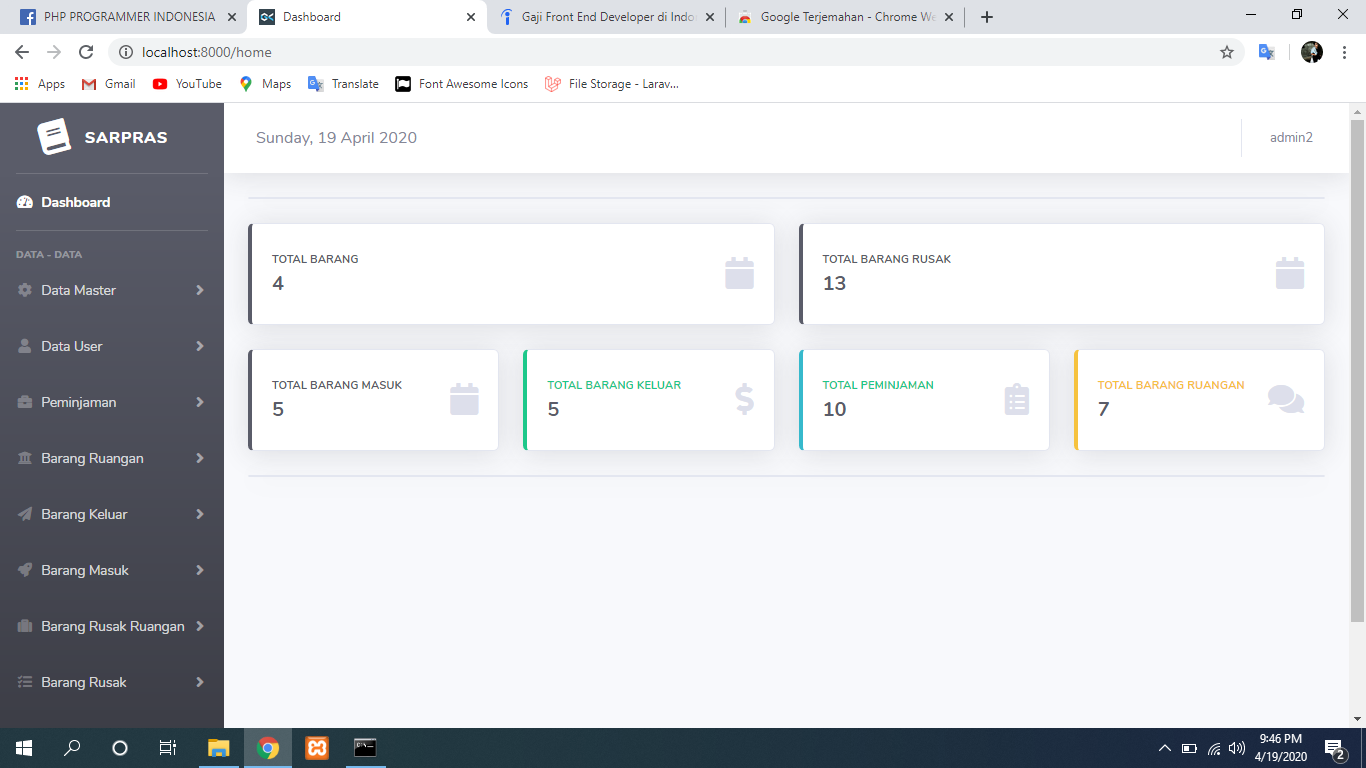 PHP PROGRAMMER INDONESIA
Dashboard
Gaji Front End Developer di Indo
Google Terjemahan - Chrome We
localhost:8000/home
Apps
Gmail
YouTube
Maps
Translate
Font Awesome Icons
File Storage - Larav...
SARPRAS
Sunday, 19 April 2020
admin2
Dashboard
DATA - DATA
Data Master
Data User
Peminjaman
Barang Ruangan
Barang Keluar
Barang Masuk
Barang Rusak Ruangan
Barang Rusak
TOTAL BARANG
4
TOTAL BARANG RUSAK
13
TOTAL BARANG MASUK
5
TOTAL BARANG KELUAR
5
TOTAL PEMINJAMAN
10
TOTAL BARANG RUANGAN
7
9:46 PM
4/19/2020
2